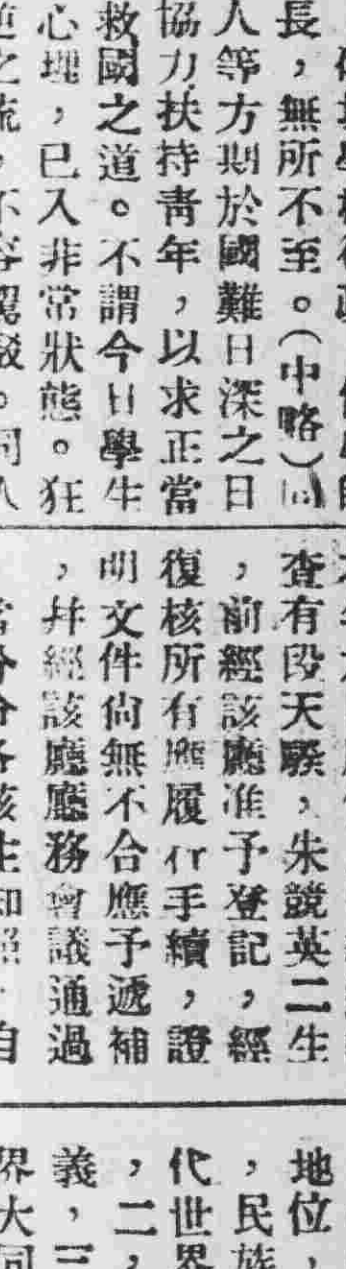 長，無所不至。（中略）同
人等方期於國難日深之日
協力扶持青年，以求正當
救國之道。不謂今日學生
心理，已入非常狀態。狂
查有段天騤，朱競英二生
，前經該廳准予登記，經
復核所有應履行手續，證
明文件尚無不合應予遞補
，幷經該廳廳務會議通過
地位，
，民族
代世界
，二，
義，三
界大同